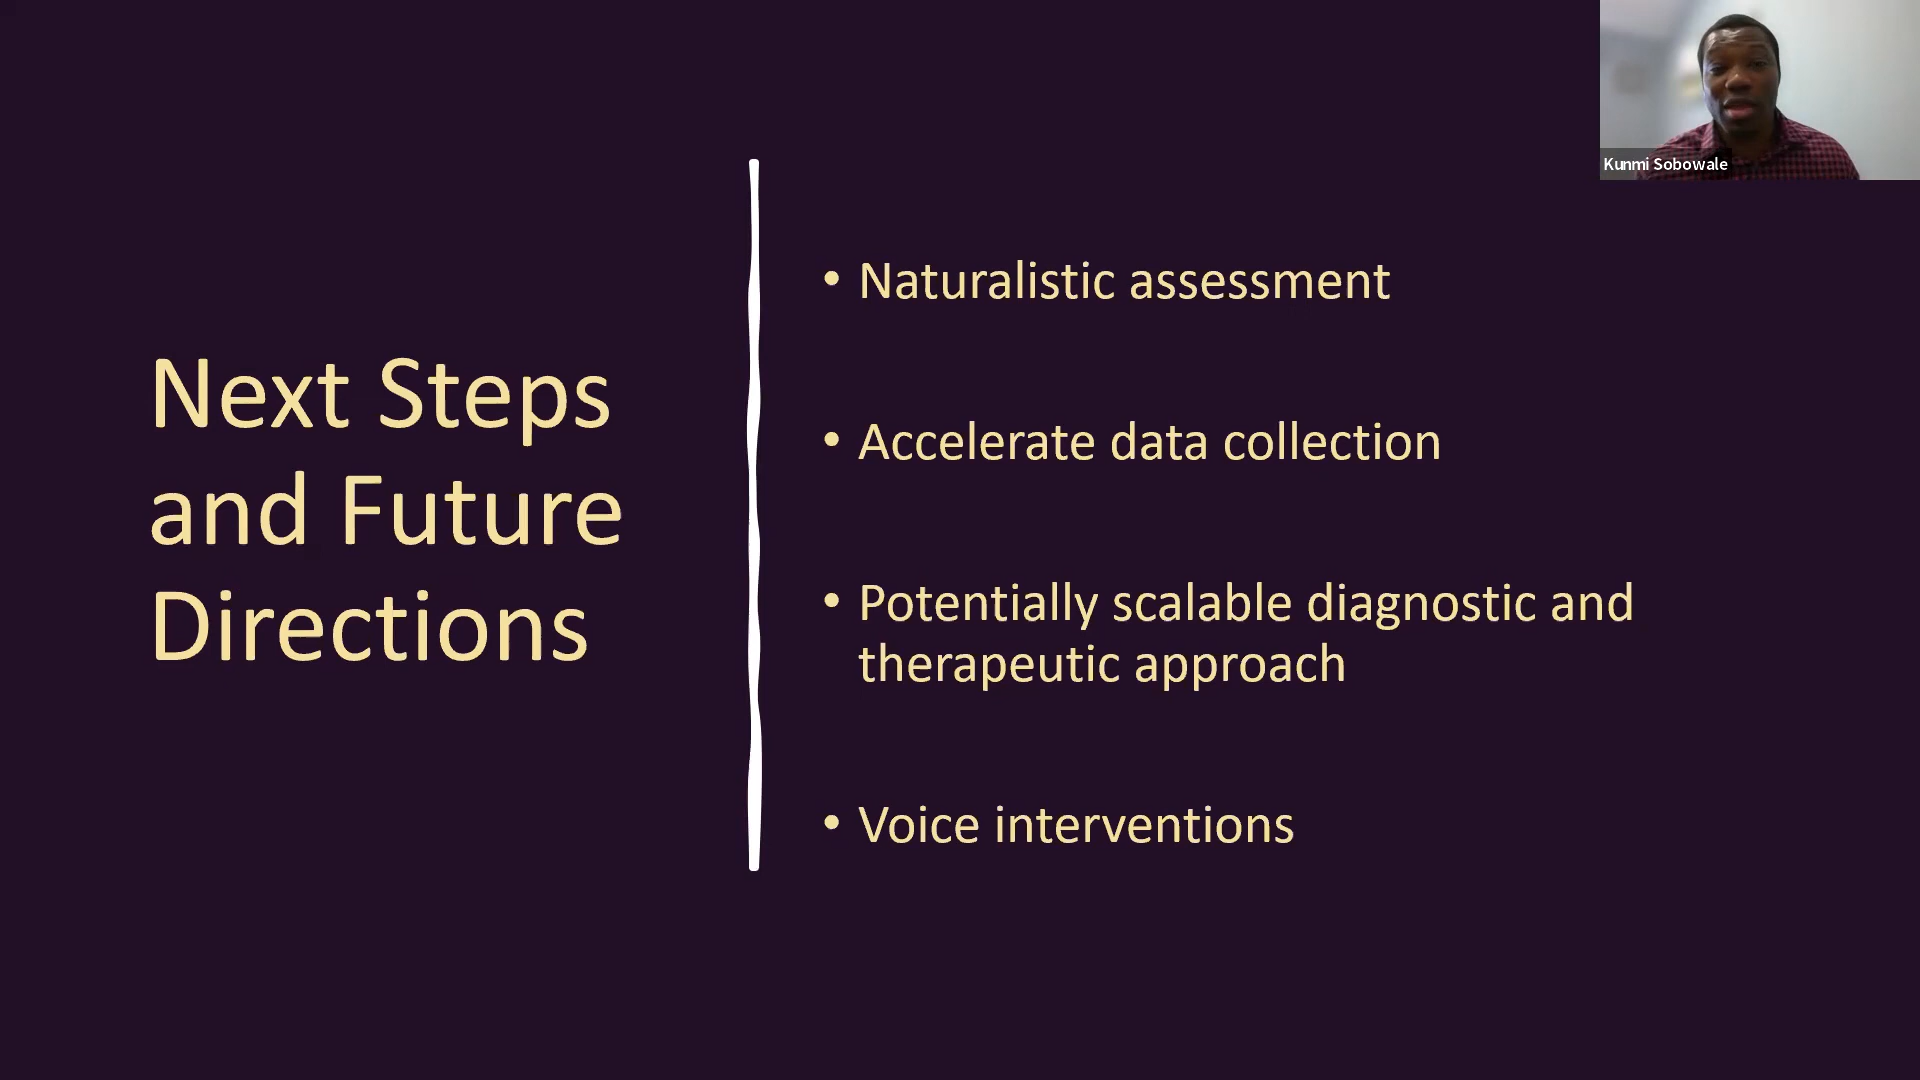 Kunmi Sobowale
Next Steps
and Future
Directions
• Naturalistic assessment
• Accelerate data collection
• Potentially scalable diagnostic and
therapeutic approach
• Voice interventions